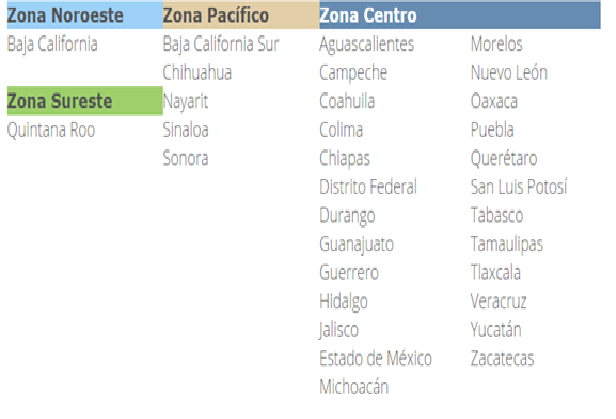 Zona Noroeste
Baja California
Zona Sureste
Quintana Roo
Zona Pacífico
Baja California Sur
Chihuahua
Nayarit
Sinaloa
Sonora
Zona Centro
Aguascalientes
Campeche
Coahuila
Colima
Chiapas
Distrito Federal
Durango
Guanajuato
Guerrero
Hidalgo
Jalisco
Estado de México
Michoacán
Morelos
Nuevo León
Oaxaca
Puebla
Querétaro
San Luis Potosí
Tabasco
Tamaulipas
Tlaxcala
Veracruz
Yucatán
Zacatecas